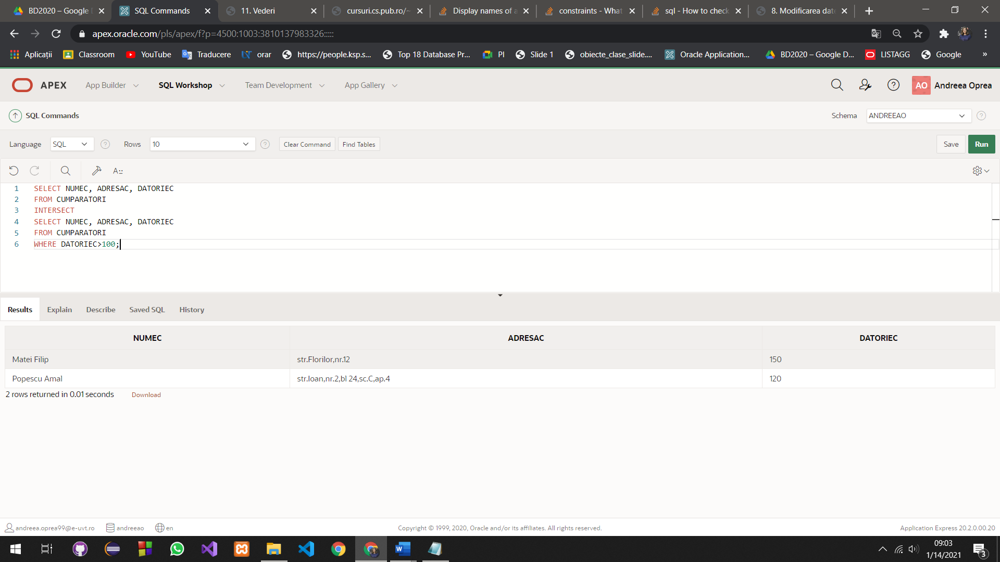 BD2020 – Google
SQL Commands
11. Vederi
cursuri.cs.pub.ro/~
Display names of
constraints - What
sql - How to check
8. Modificarea dat
apex.oracle.com/pls/apex/f?p=4500:1003:3810137983326:::::
Aplicații
Classroom
YouTube
Traducere
orar
https://people.ksp.s...
Top 18 Database Pr...
PI
Slide 1
obiecte_clase_slide....
Oracle Application...
BD2020 – Google D...
LISTAGG
Google
»
APEX
App Builder
SQL Workshop
Team Development
App Gallery
AO
Andreea Oprea
SQL Commands
Schema
ANDREEAO
Language
SQL
Rows
10
Clear Command
Find Tables
Save
Run
1 SELECT NUMEC, ADRESAC, DATORIEC
2 FROM CUMPARATORI
3 INTERSECT
4 SELECT NUMEC, ADRESAC, DATORIEC
5 FROM CUMPARATORI
6 WHERE DATORIEC>100;
Results Explain Describe Saved SQL History
NUMEC ADRESAC DATORIEC
Matei Filip str.Florilor,nr.12 150
Popescu Amal str.Ioan,nr.2,bl 24,sc.C,ap.4 120
2 rows returned in 0.01 seconds Download
andreea.oprea99@e-uvt.ro andreeao en
Copyright © 1999, 2020, Oracle and/or its affiliates. All rights reserved.
Application Express 20.2.0.00.20
09:03
1/14/2021
3